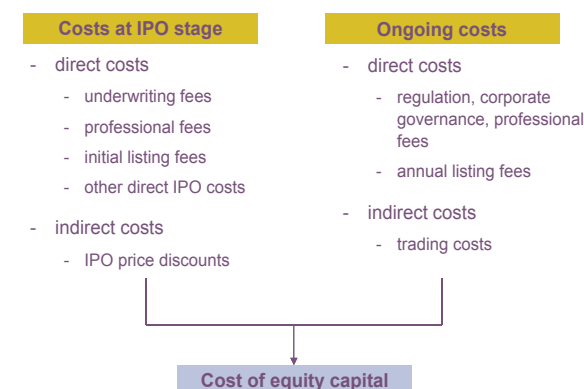 Costs at IPO stage
- direct costs
- underwriting fees
- professional fees
- initial listing fees
- other direct IPO costs
- indirect costs
- IPO price discounts
Ongoing costs
- direct costs
- regulation, corporate
governance, professional
fees
- annual listing fees
- indirect costs
- trading costs
Cost of equity capital